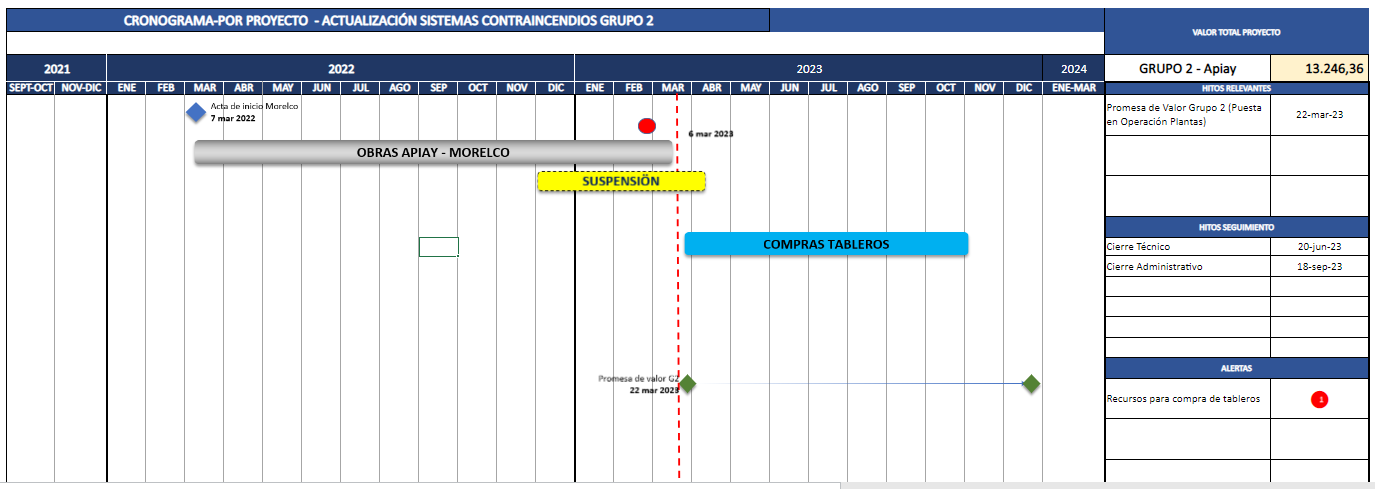 CRONOGRAMA-POR PROYECTO - ACTUALIZACIÓN SISTEMAS CONTRAINCENDIOS GRUPO 2
VALOR TOTAL PROYECTO
2021 2022 2023 2024 GRUPO 2 - Apiay 13.246,36
SEPT-OCT NOV-DIC ENE FEB MAR ABR MAY JUN JUL AGO SEP OCT NOV DIC ENE FEB MAR ABR MAY JUN JUL AGO SEP OCT NOV DIC ENE-MAR HITOS RELEVANTES
Acta de inicio Morelco
7 mar 2022
6 mar 2023
Promesa de Valor Grupo 2 (Puesta
en Operación Plantas)
22-mar-23
OBRAS APIAY - MORELCO
SUSPENSIÖN
COMPRAS TABLEROS
HITOS SEGUIMIENTO
Cierre Técnico 20-jun-23
Cierre Administrativo 18-sep-23
Promesa de valor G2
22 mar 2023
ALERTAS
Recursos para compra de tableros 1